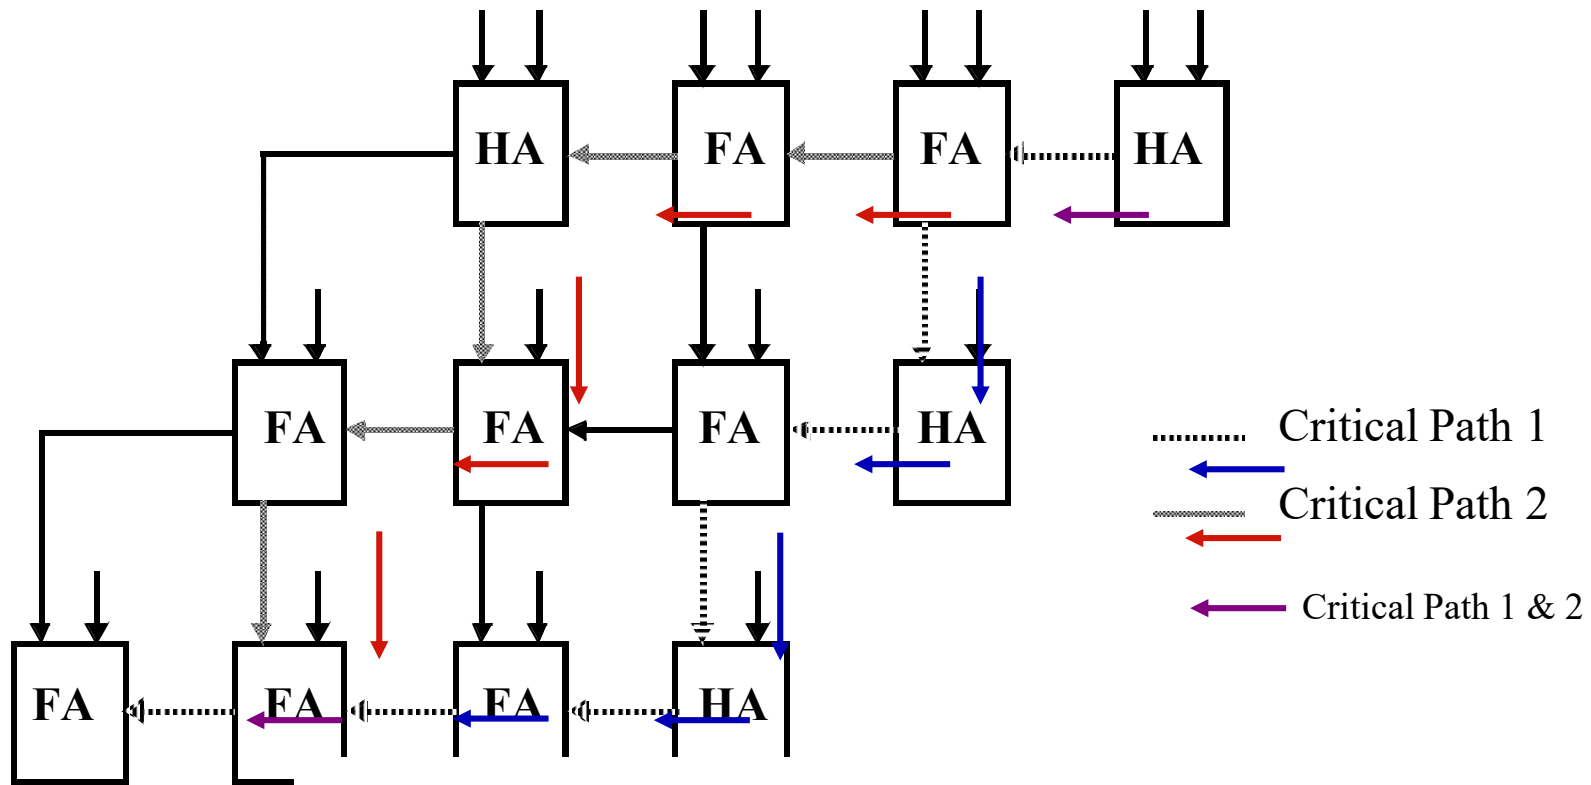 HA FA FA HA
FA FA FA HA
Critical Path 1
Critical Path 2
Critical Path 1 & 2
FA FA FA HA